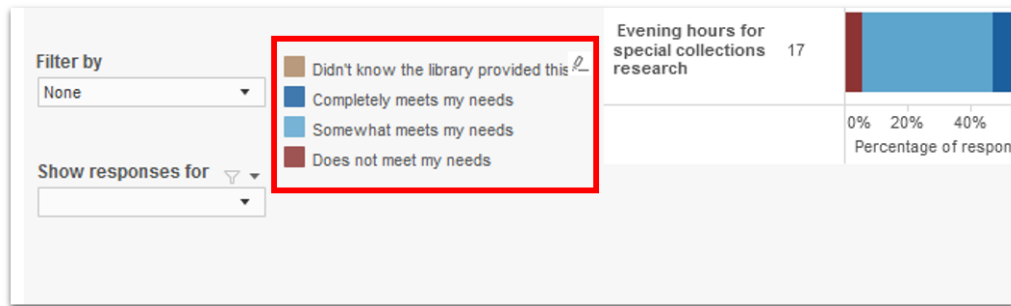 Filter by
None
Show responses for
Didn't know the library provided this
Completely meets my needs
Somewhat meets my needs
Does not meet my needs
Evening hours for
special collections 17
research
0% 20% 40%
Percentage of respon